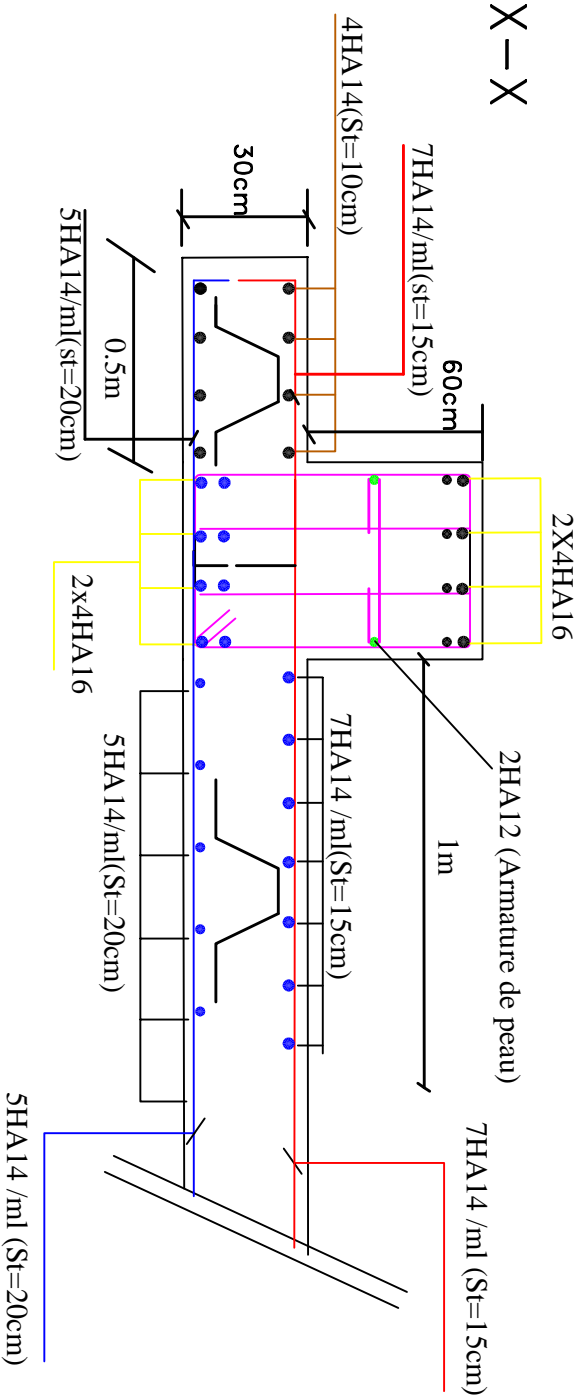 X – X
4HA14(St=10cm)
7HA14/ml(st=15cm)
60cm
2X4HA16
30cm
2HA12 (Armature de peau)
1m
7HA14 /ml (St=15cm)
7HA14 /ml(St=15cm)
0.5m
5HA14/ml(st=20cm)
2x4HA16
5HA14/ml(St=20cm)
5HA14 /ml (St=20cm)